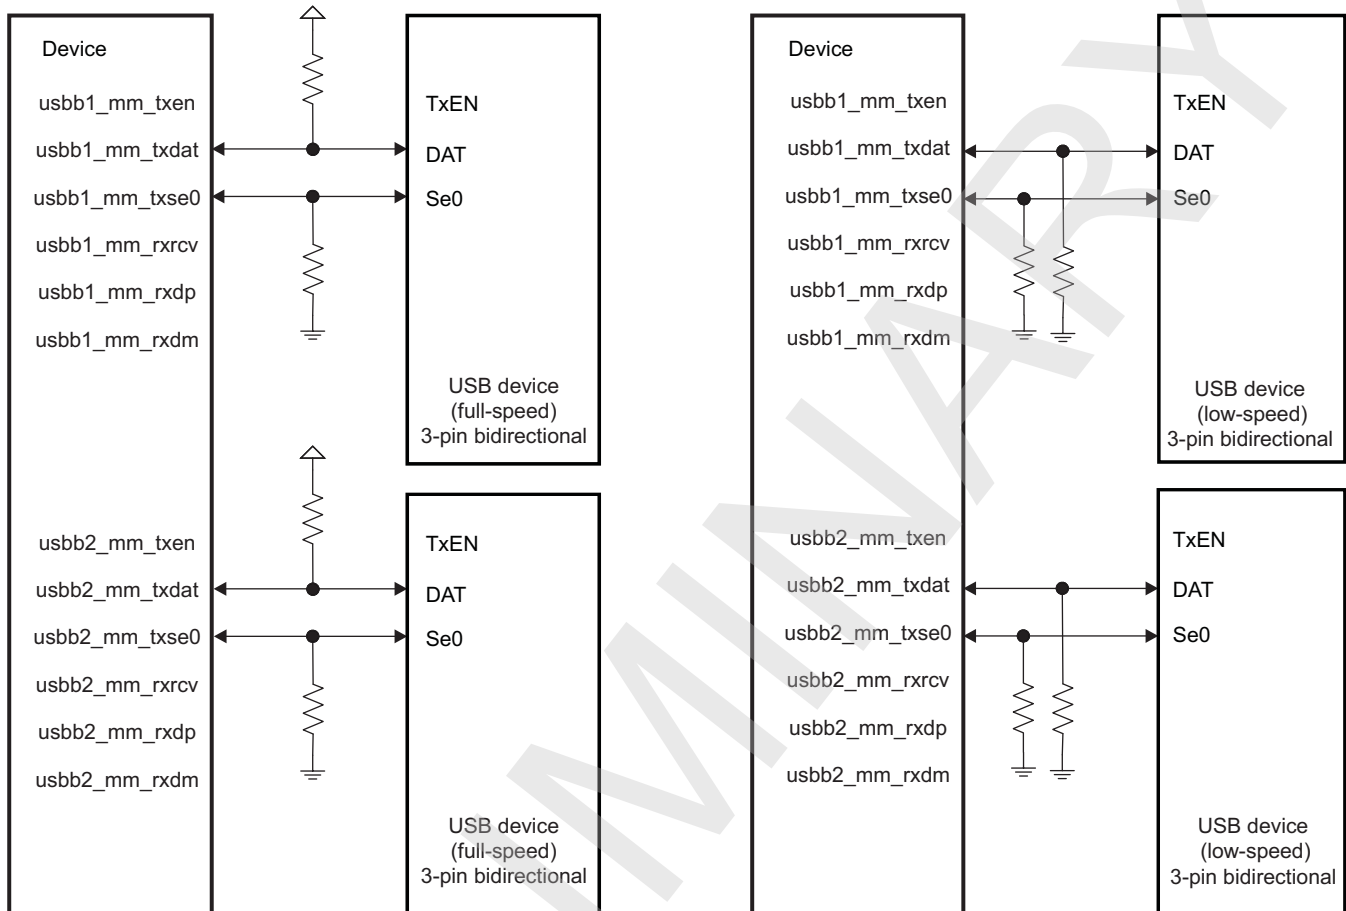 Device
usbb1_mm_txen
usbb1_mm_txdat
usbb1_mm_txse0
usbb1_mm_rxrcv
usbb1_mm_rxdp
usbb1_mm_rxdm
TxEN
DAT
Se0
USB device
(full-speed)
3-pin bidirectional
usbb2_mm_txen
usbb2_mm_txdat
usbb2_mm_txse0
usbb2_mm_rxrcv
usbb2_mm_rxdp
usbb2_mm_rxdm
TxEN
DAT
Se0
USB device
(full-speed)
3-pin bidirectional
Device
usbb1_mm_txen
usbb1_mm_txdat
usbb1_mm_txse0
usbb1_mm_rxrcv
usbb1_mm_rxdp
usbb1_mm_rxdm
TxEN
DAT
Se0
USB device
(low-speed)
3-pin bidirectional
usbb2_mm_txen
usbb2_mm_txdat
usbb2_mm_txse0
usbb2_mm_rxrcv
usbb2_mm_rxdp
usbb2_mm_rxdm
TxEN
DAT
Se0
USB device
(low-speed)
3-pin bidirectional
IMINARY